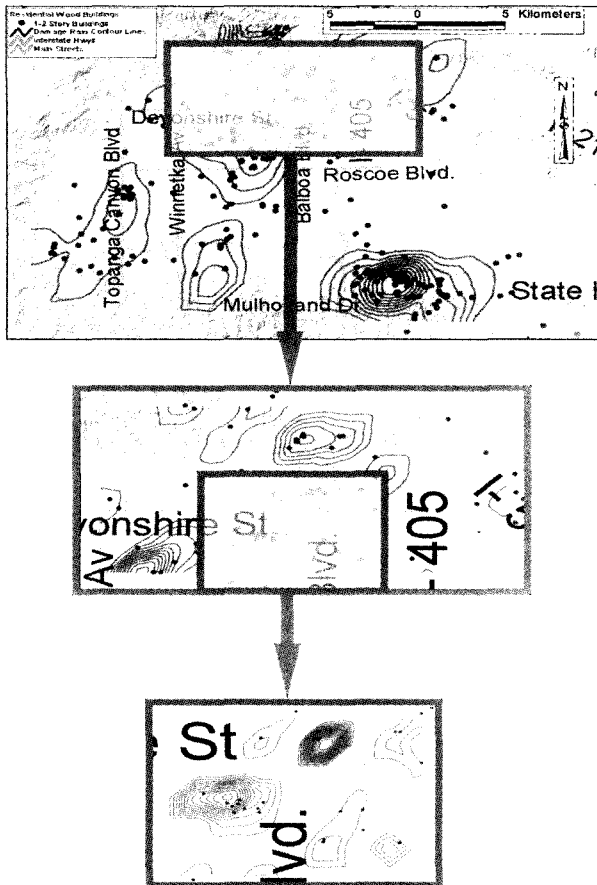 Residential Wood Buildings
1-2 Story Buildings
Damage Ratio Contour Lines
Interstate Hwys
Main Streets
5 0 5 Kilometers
N
S
Devonshire St
Topanga Canyon Blvd
Winnetka Av
Balboa Blvd.
I-405
Roscoe Blvd.
Mulholland Dr
State
vonshire St
Av
Blvd.
- 405
St
lvd.